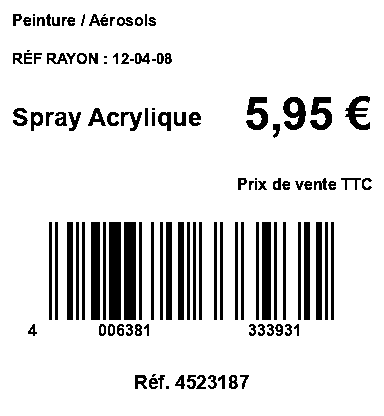 Peinture / Aérosols
RÉF RAYON : 12-04-08
Spray Acrylique 5,95 €
Prix de vente TTC
4 006381 333931
Réf. 4523187